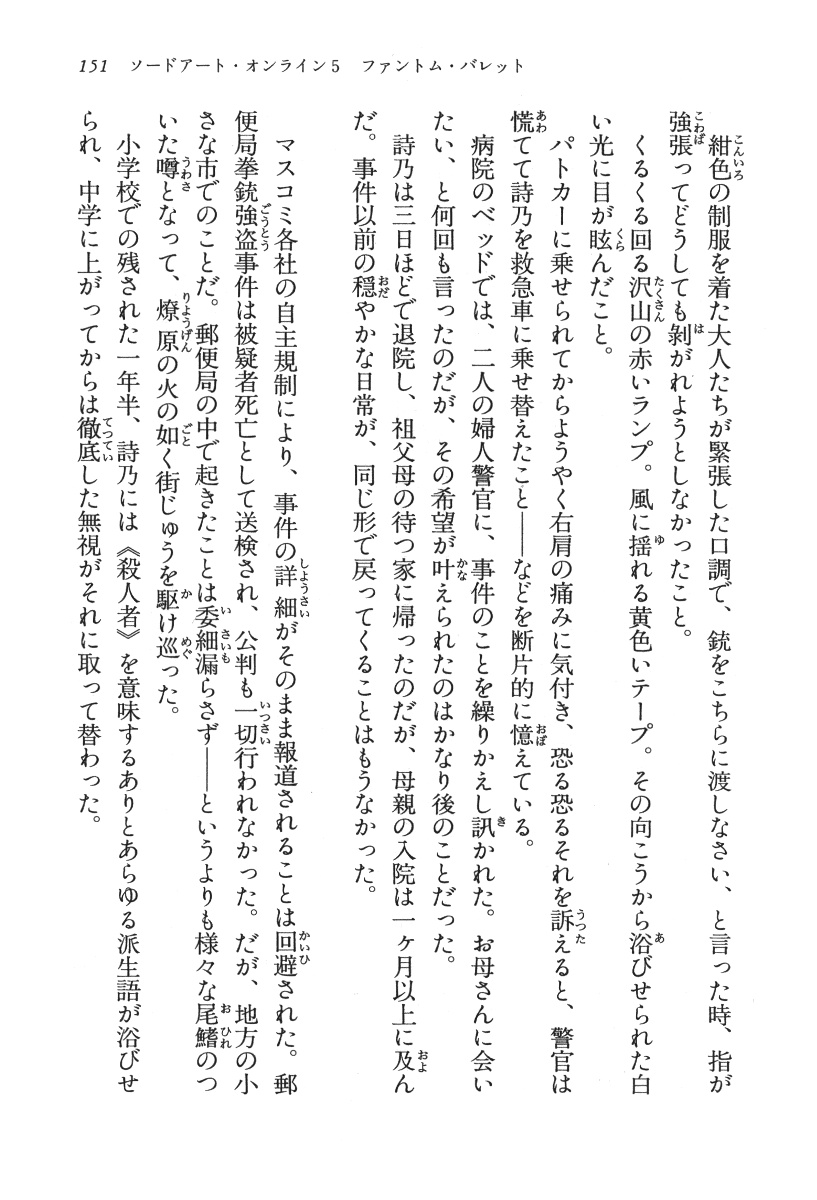 151　ソードアート・オンライン5　ファントム・バレット
紺色の制服を着た大人たちが緊張した口調で、銃をこちらに渡しなさい、と言った時、指が
強張ってどうしても剝がれようとしなかったこと。
くるくる回る沢山の赤いランプ。風に揺れる黄色いテープ。その向こうから浴びせられた白
い光に目が眩んだこと。
パトカーに乗せられてからようやく右肩の痛みに気付き、恐る恐るそれを訴えると、警官は
慌てて詩乃を救急車に乗せ替えたこと――などを断片的に憶えている。
病院のベッドでは、二人の婦人警官に、事件のことを繰りかえし訊かれた。お母さんに会い
たい、と何回も言ったのだが、その希望が叶えられたのはかなり後のことだった。
詩乃は三日ほどで退院し、祖父母の待つ家に帰ったのだが、母親の入院は一ヶ月以上に及ん
だ。事件以前の穏やかな日常が、同じ形で戻ってくることはもうなかった。
マスコミ各社の自主規制により、事件の詳細がそのまま報道されることは回避された。郵
便局拳銃強盗事件は被疑者死亡として送検され、公判も一切行われなかった。だが、地方の小
さな市でのことだ。郵便局の中で起きたことは委細漏らさず――というよりも様々な尾鰭のつ
いた噂となって、燎原の火の如く街じゅうを駆け巡った。
小学校での残された一年半、詩乃には《殺人者》を意味するありとあらゆる派生語が浴びせ
られ、中学に上がってからは徹底した無視がそれに取って替わった。